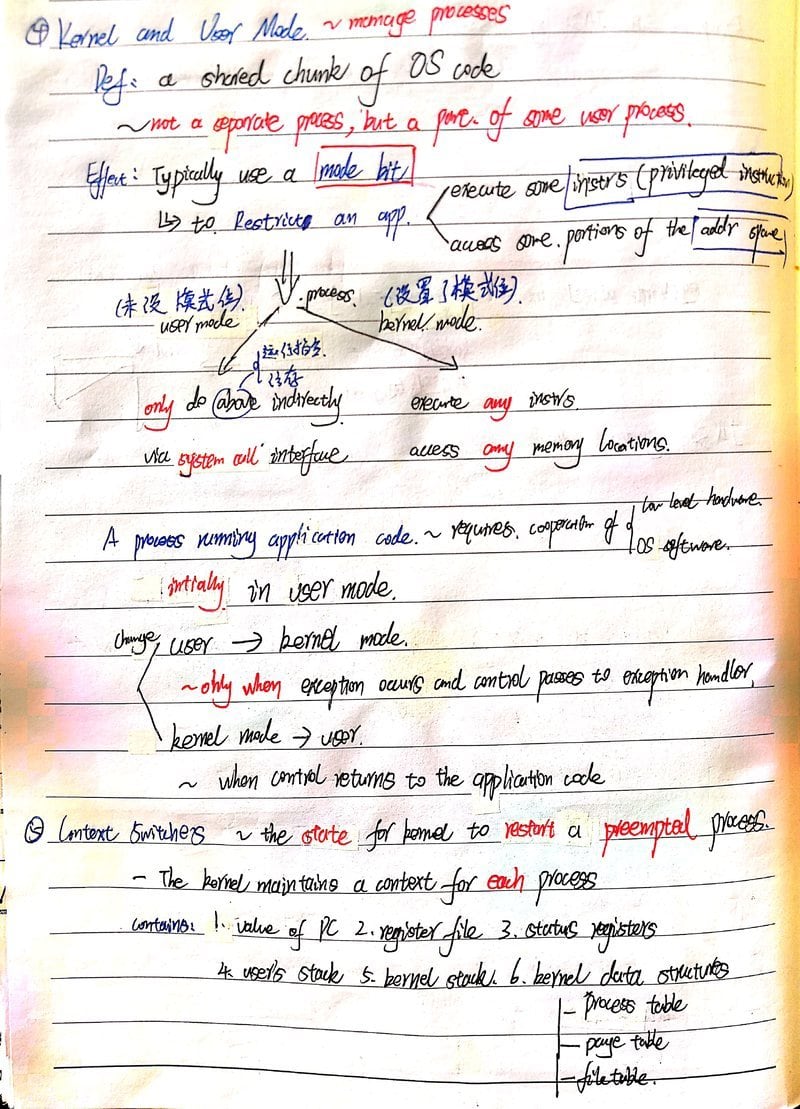 ④ Kernel and User Mode. ~ manage processes
Def: a shared chunk of OS code
~ not a separate process, but a part of some user process.
Effect: Typically use a mode bit
execute some instrs (privileged instruction)
↳ to Restricts an app.
access some portions of the addr space
(未设模式位) process. (设置了模式位)
user mode kernel mode.
运行指令
储存
only do above indirectly execute any instrs.
via system call interface access any memory locations.
Low level hardware.
A process running application code. ~ requires cooperation of
OS software.
intially in user mode.
change user → kernel mode.
~ only when exception occurs and control passes to exception handler.
kernel mode → user.
~ when control returns to the application code
⑤ Context Switchers ~ the state for kernel to restart a preempted process.
- The kernel maintains a context for each process
contains: 1. value of PC 2. register file 3. status registers
4. user's stack 5. kernel stack. 6. kernel data structures
- process table
- page table
- file table.